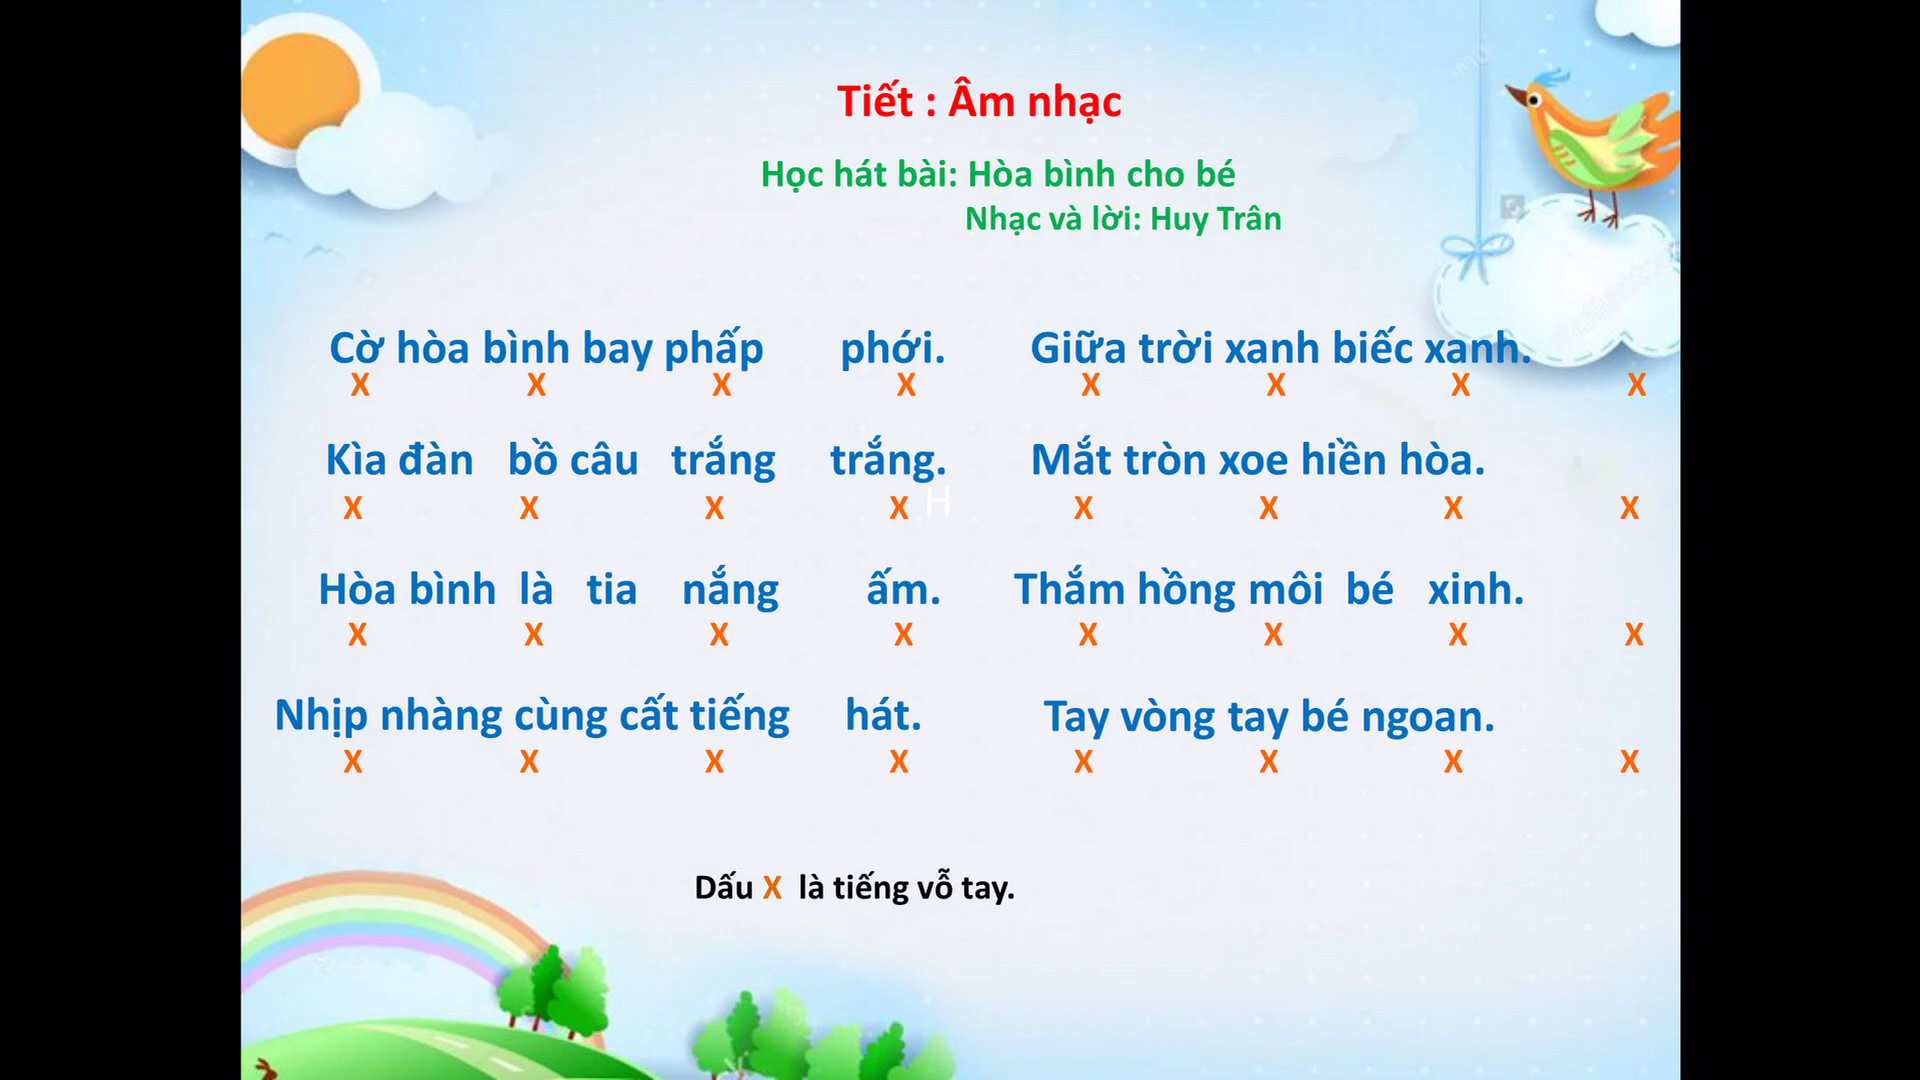 Tiết : Âm nhạc
Học hát bài: Hòa bình cho bé
Nhạc và lời: Huy Trân
Cờ hòa bình bay phấp phới. Giữa trời xanh biếc xanh.
X X X X X X X X
Kìa đàn bồ câu trắng trắng. Mắt tròn xoe hiền hòa.
X X X X H X X X X
Hòa bình là tia nắng ấm. Thắm hồng môi bé xinh.
X X X X X X X X
Nhịp nhàng cùng cất tiếng hát. Tay vòng tay bé ngoan.
X X X X X X X X
Dấu X là tiếng vỗ tay.